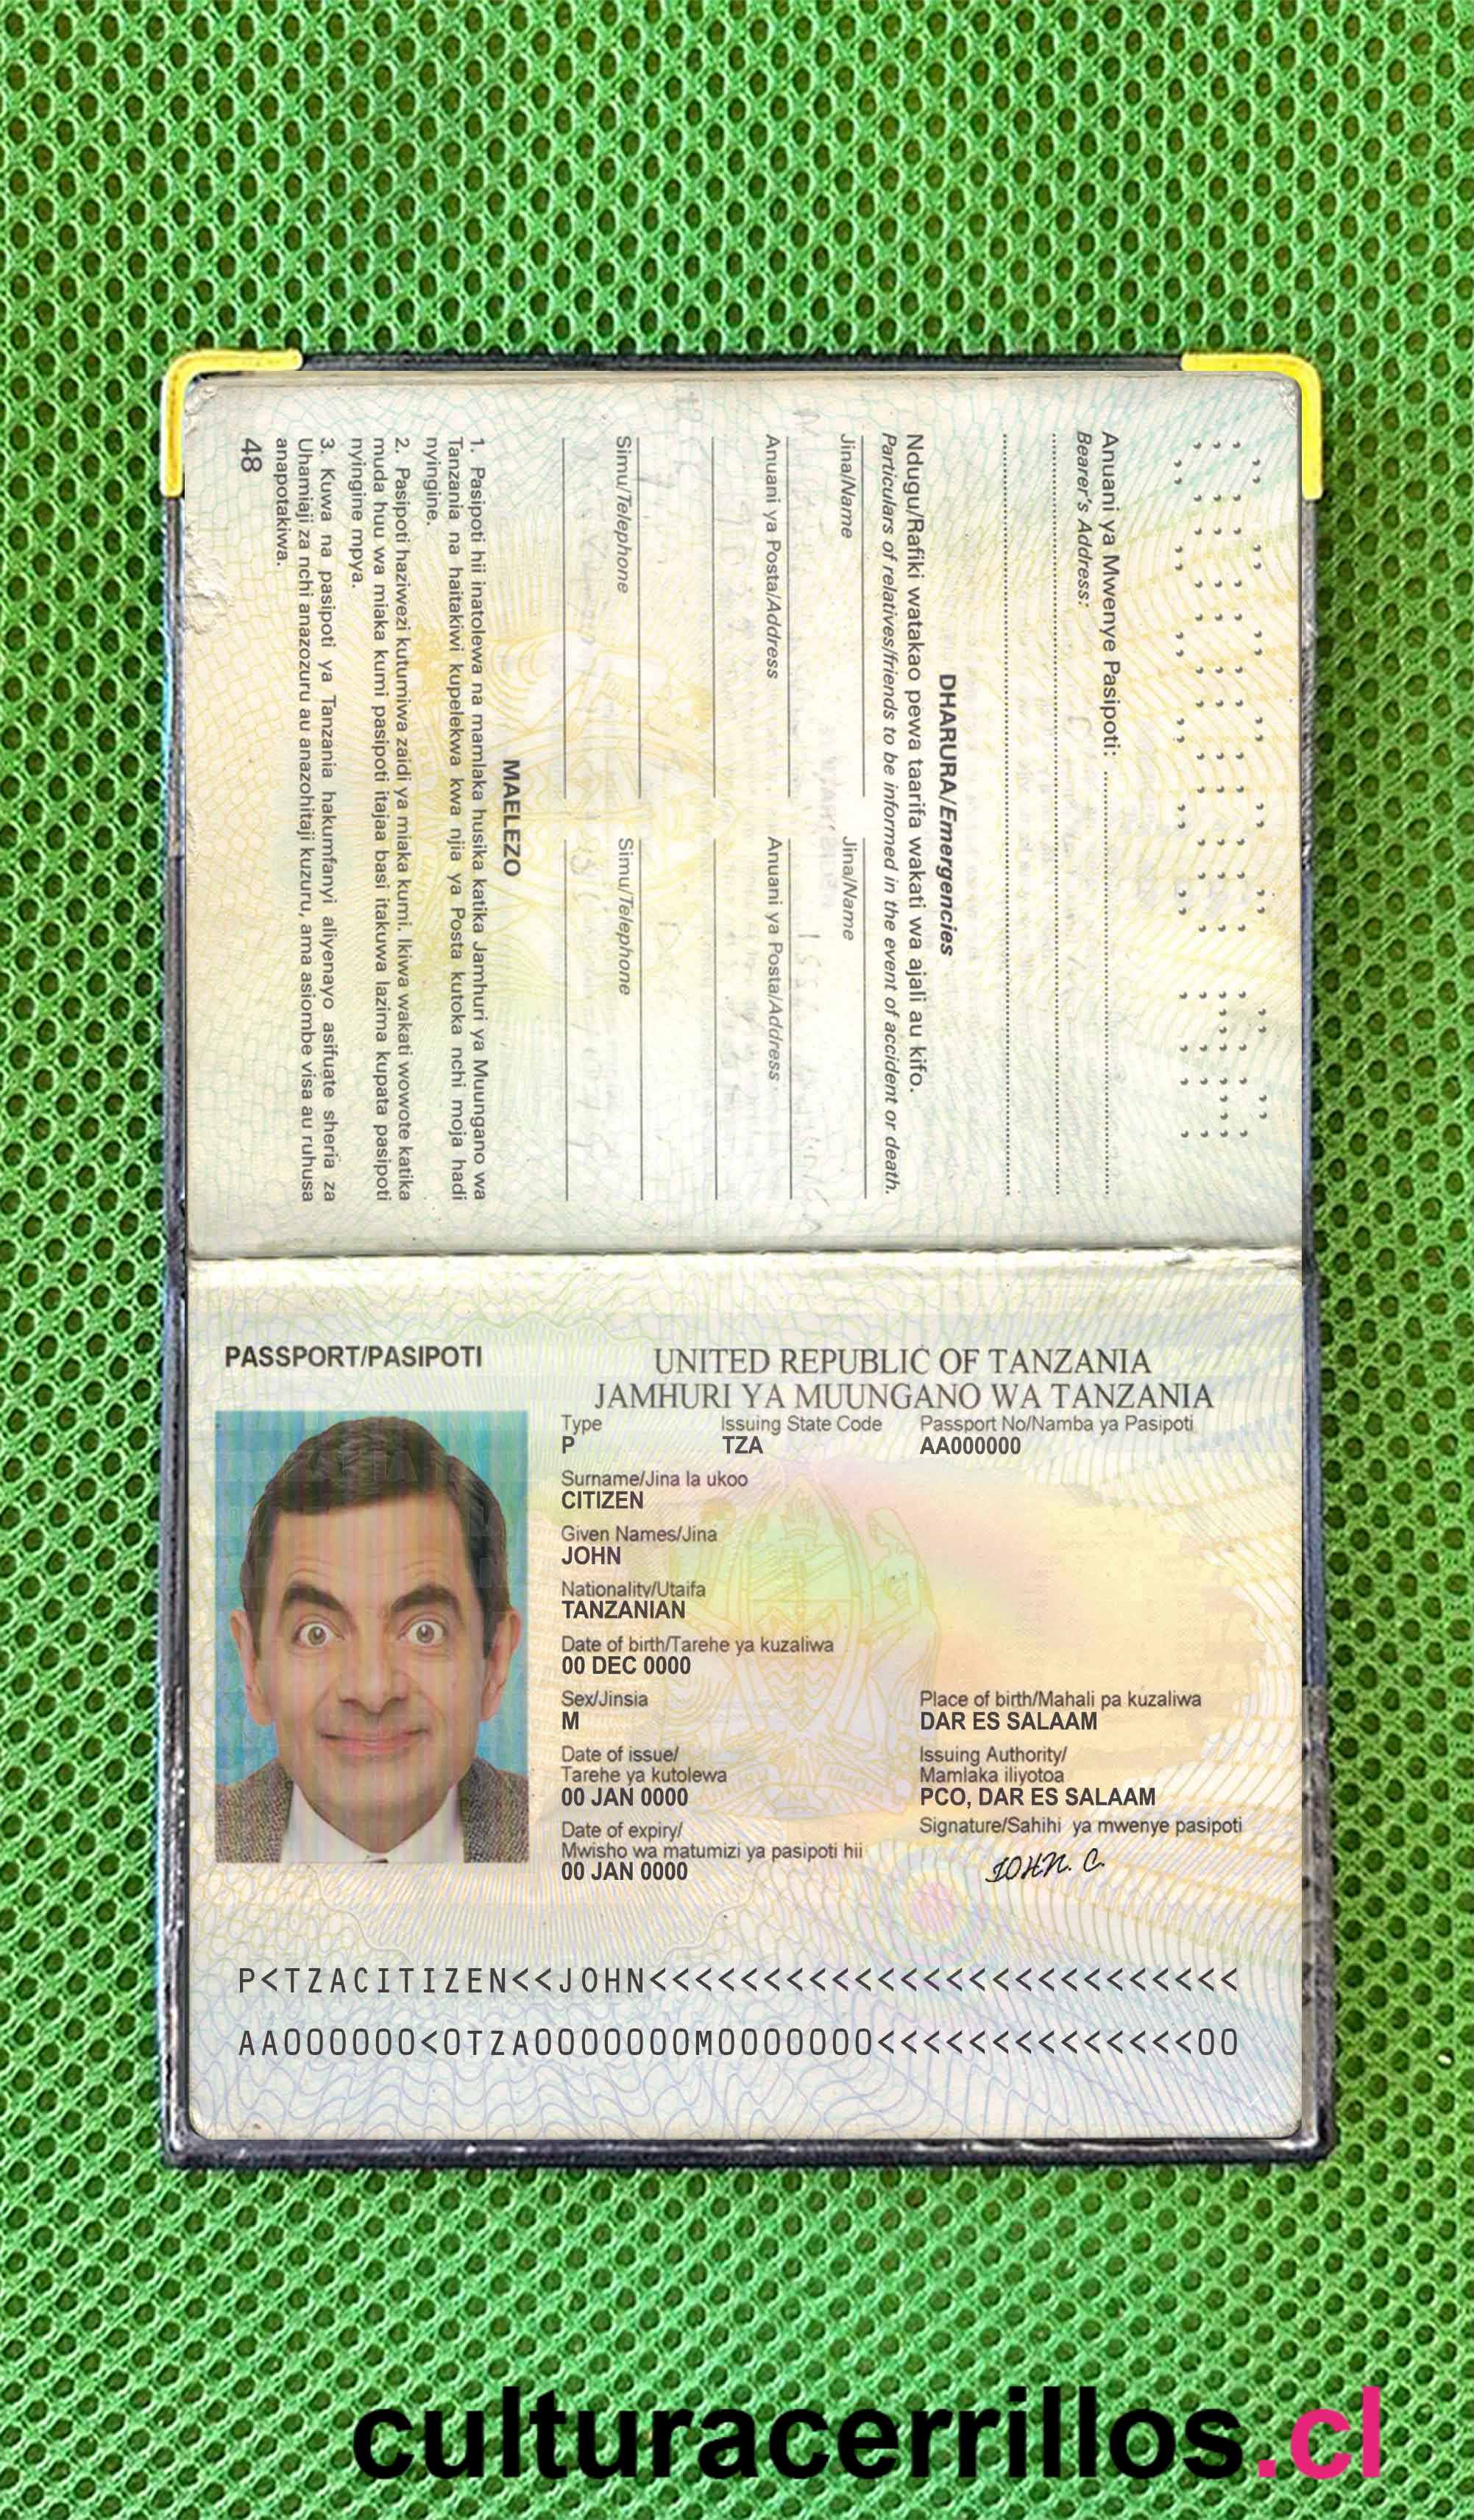 Anuani ya Mwenye Pasipoti:
Bearer's Address:
DHARURA/Emergencies
Ndugu/Rafiki watakao pewa taarifa wakati wa ajali au kifo.
Particulars of relatives/friends to be informed in the event of accident or death.
Jina/Name Jina/Name
Anuani ya Posta/Address Anuani ya Posta/Address
Simu/Telephone Simu/Telephone
MAELEZO
1. Pasipoti hii inatolewa na mamlaka husika katika Jamhuri ya Muungano wa
Tanzania na haitakiwi kupelekwa kwa njia ya Posta kutoka nchi moja hadi
nyingine.
2. Pasipoti haziwezi kutumiwa zaidi ya miaka kumi. Ikiwa wakati wowote katika
muda huu wa miaka kumi pasipoti itajaa basi itakuwa lazima kupata pasipoti
nyingine mpya.
3. Kuwa na pasipoti ya Tanzania hakumfanyi aliyenayo asifuate sheria za
Uhamiaji za nchi anazozuru au anazohitaji kuzuru, ama asiombe visa au ruhusa
anapotakiwa.
48
PASSPORT/PASIPOTI
UNITED REPUBLIC OF TANZANIA
JAMHURI YA MUUNGANO WA TANZANIA
Type Issuing State Code Passport No/Namba ya Pasipoti
P TZA AA000000
Surname/Jina la ukoo
CITIZEN
Given Names/Jina
JOHN
Nationality/Utaifa
TANZANIAN
Date of birth/Tarehe ya kuzaliwa
00 DEC 0000
Sex/Jinsia Place of birth/Mahali pa kuzaliwa
M DAR ES SALAAM
Date of issue/ Issuing Authority/
Tarehe ya kutolewa Mamlaka iliyotoa
00 JAN 0000 PCO, DAR ES SALAAM
Date of expiry/ Signature/Sahihi ya mwenye pasipoti
Mwisho wa matumizi ya pasipoti hii
00 JAN 0000 JOHN. C.
P<TZACITIZEN<<JOHN<<<<<<<<<<<<<<<<<<<<<<<<<<
AA000000<0TZA0000000M0000000<<<<<<<<<<<<<<00
culturacerrillos.cl